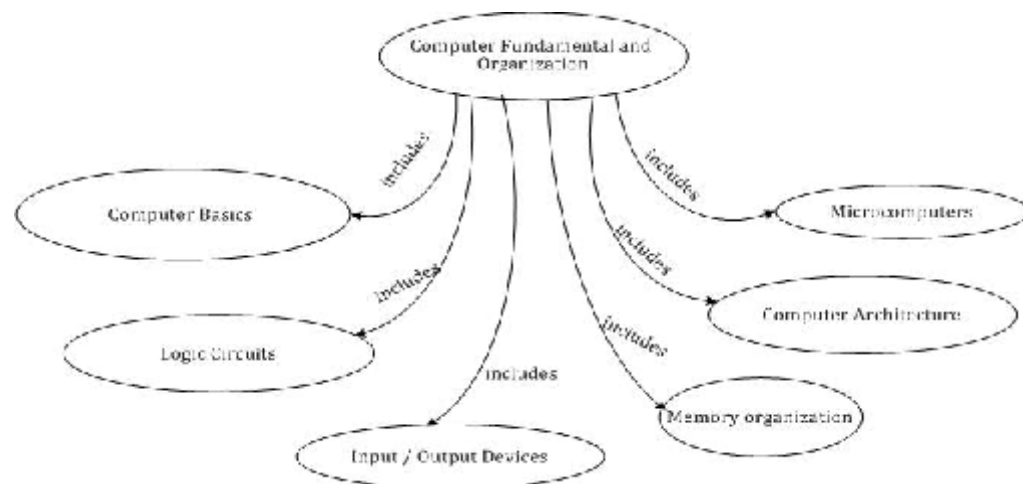 Computer Fundamental and
Organization
includes
includes
Computer Basics
Microcomputers
includes
includes
Computer Architecture
includes
Logic Circuits
includes
Memory organization
Input / Output Devices